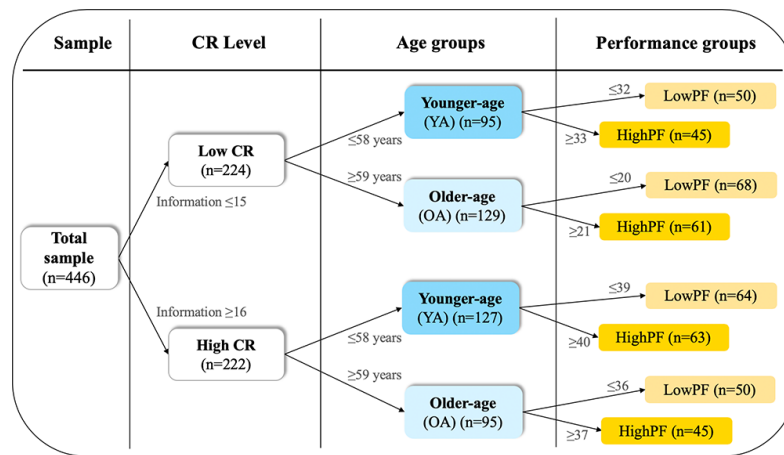 Sample
CR Level
Age groups
Performance groups
Total
sample
(n=446)
Low CR
(n=224)
Information ≤15
Information ≥16
High CR
(n=222)
≤58 years
≥59 years
≤58 years
≥59 years
Younger-age
(YA) (n=95)
Older-age
(OA) (n=129)
Younger-age
(YA) (n=127)
Older-age
(OA) (n=95)
≤32
LowPF (n=50)
≥33
HighPF (n=45)
≤20
LowPF (n=68)
≥21
HighPF (n=61)
≤39
LowPF (n=64)
≥40
HighPF (n=63)
≤36
LowPF (n=50)
≥37
HighPF (n=45)